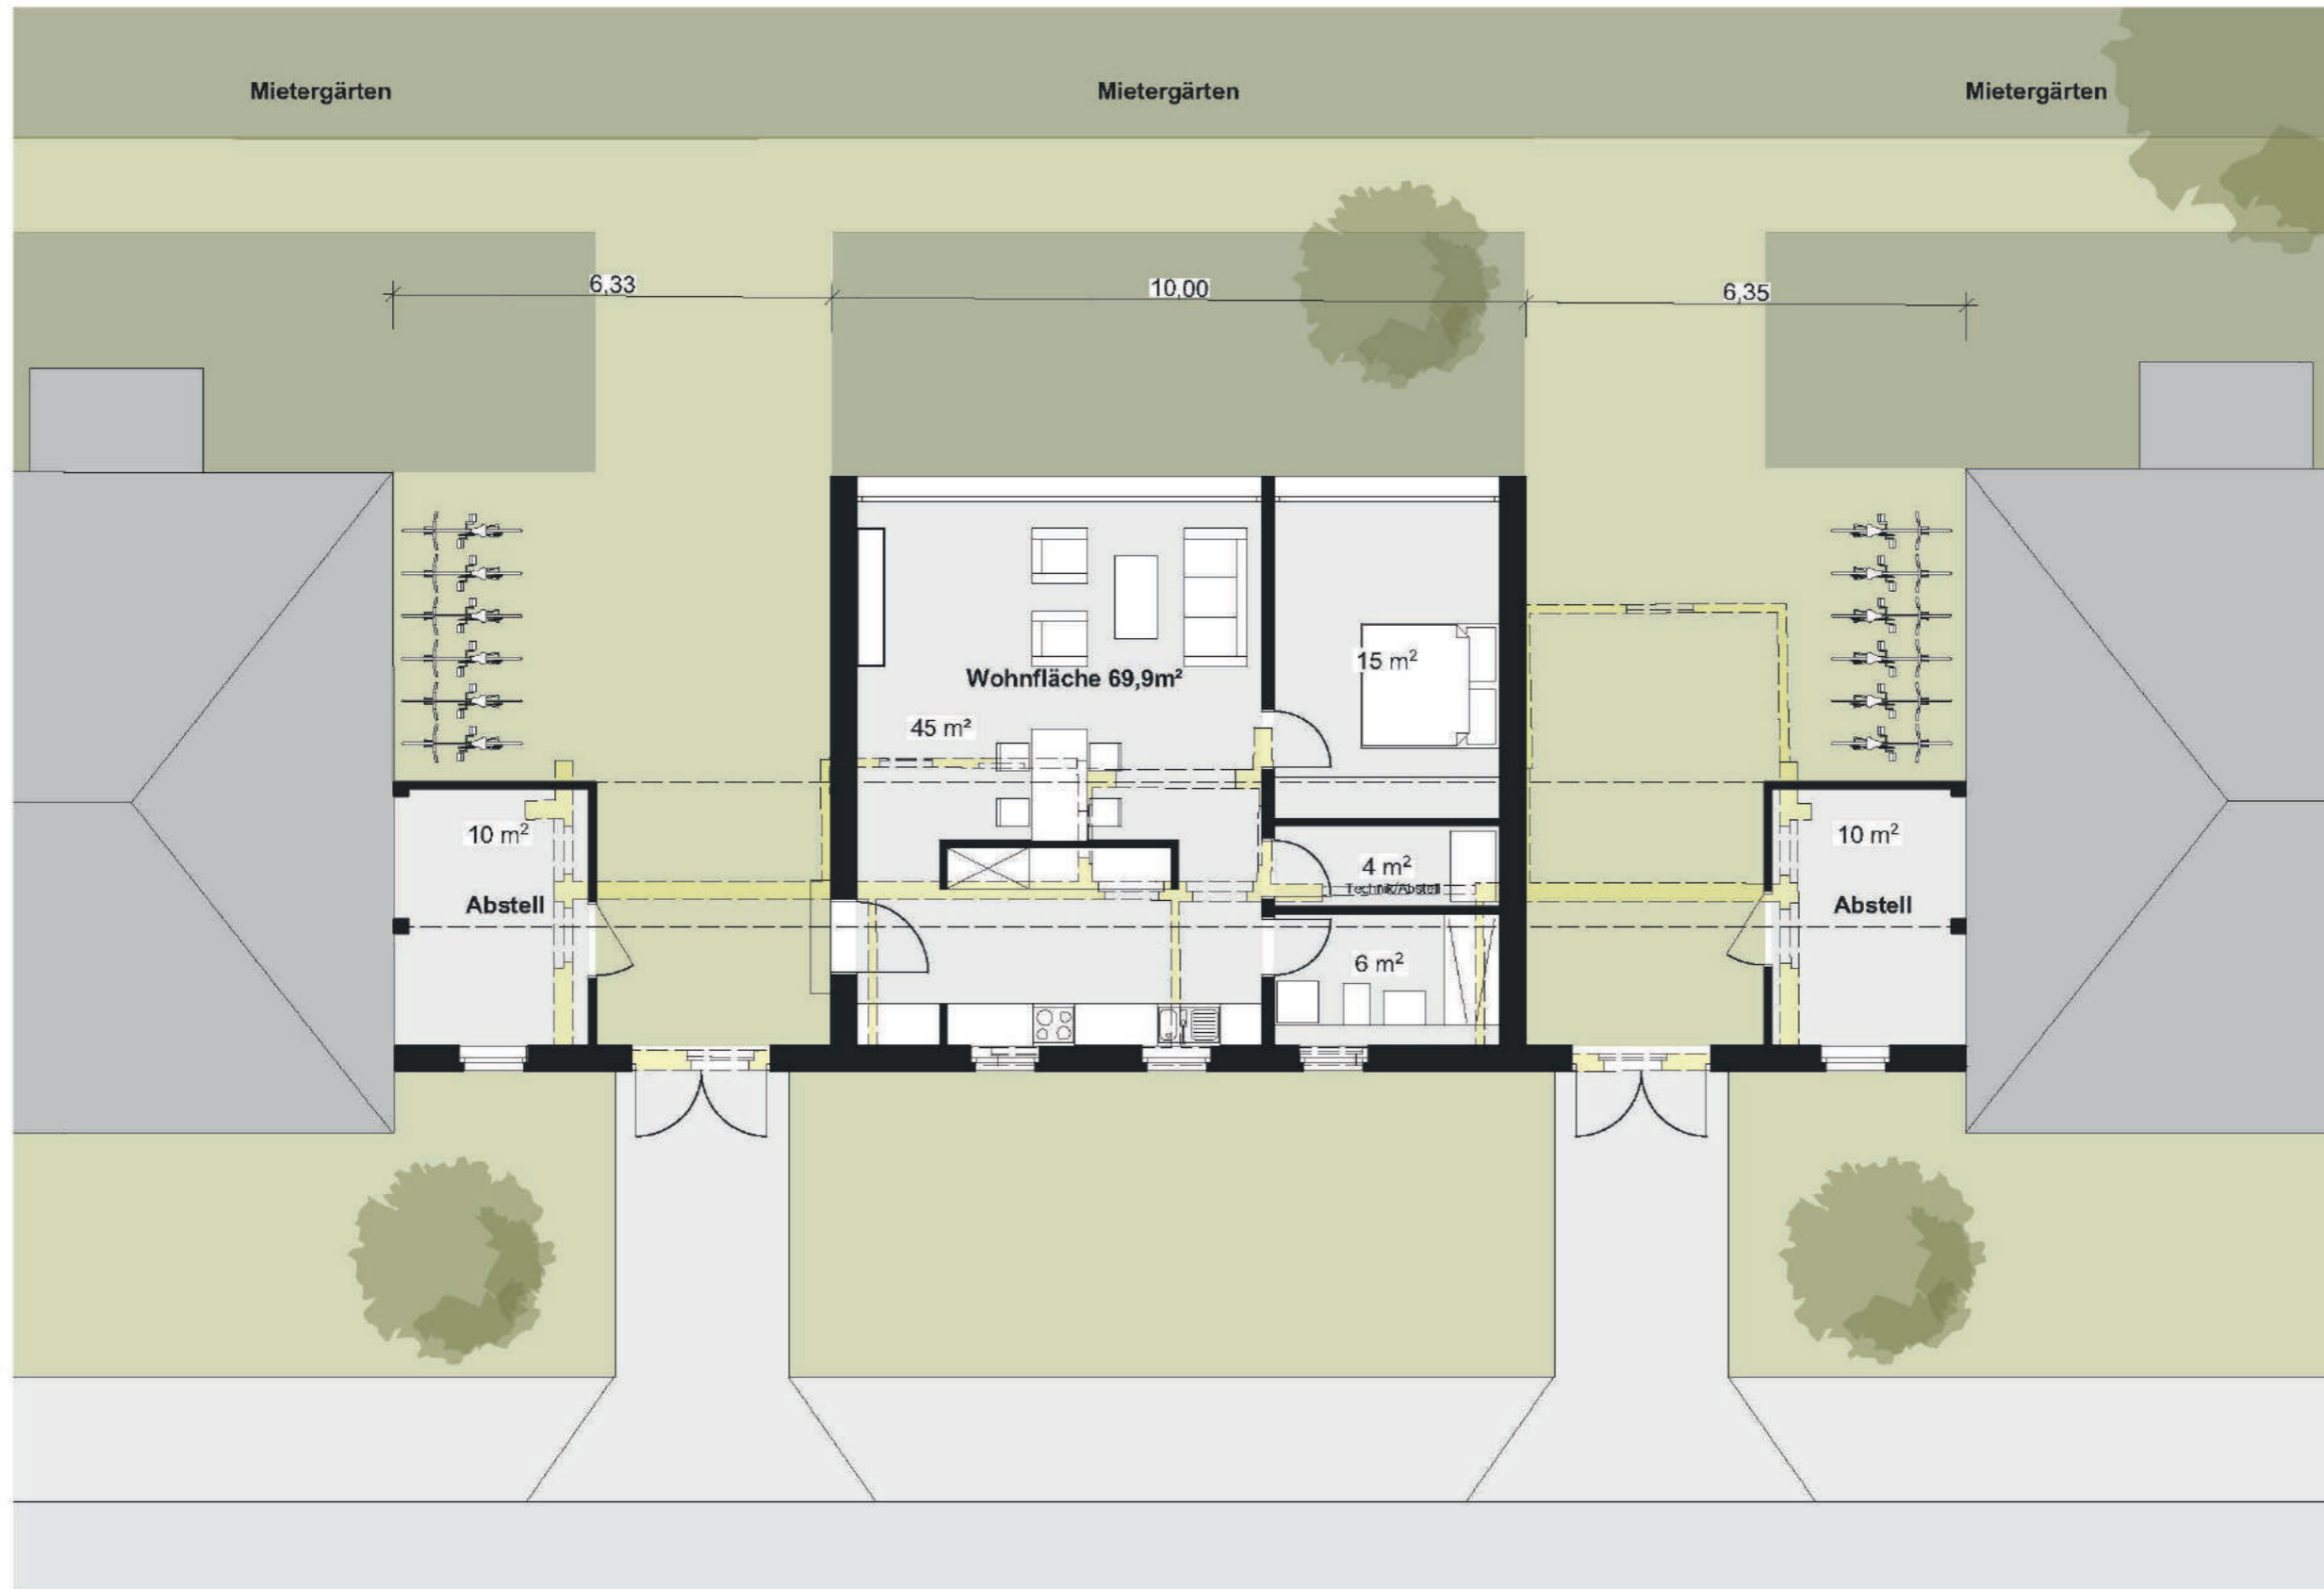 Mietergärten
Mietergärten
Mietergärten
6,33
10,00
6,35
15 m²
Wohnfläche 69,9m²
45 m²
10 m²
10 m²
4 m²
Technik/Abstell
Abstell
Abstell
6 m²